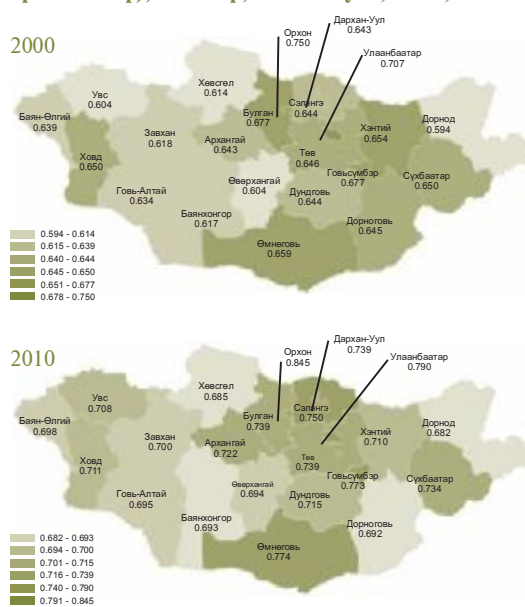 2000
Орхон
0.750
Дархан-Уул
0.643
Улаанбаатар
0.707
Хөвсгөл
0.614
Увс
0.604
Баян-Өлгий
0.639
Завхан
0.618
Булган
0.677
Сэлэнгэ
0.644
Хэнтий
0.654
Дорнод
0.594
Архангай
0.643
Ховд
0.650
Төв
0.646
Говьсүмбэр
0.677
Сүхбаатар
0.650
Говь-Алтай
0.634
Өвөрхангай
0.604
Дундговь
0.644
Баянхонгор
0.617
Дорноговь
0.645
Өмнөговь
0.659
0.594 - 0.614
0.615 - 0.639
0.640 - 0.644
0.645 - 0.650
0.651 - 0.677
0.678 - 0.750
2010
Орхон
0.845
Дархан-Уул
0.739
Улаанбаатар
0.790
Хөвсгөл
0.685
Увс
0.708
Баян-Өлгий
0.698
Завхан
0.700
Булган
0.739
Сэлэнгэ
0.750
Хэнтий
0.710
Дорнод
0.682
Архангай
0.722
Ховд
0.711
Төв
0.739
Говьсүмбэр
0.773
Сүхбаатар
0.734
Говь-Алтай
0.695
Өвөрхангай
0.694
Дундговь
0.715
Баянхонгор
0.693
Дорноговь
0.692
Өмнөговь
0.774
0.682 - 0.693
0.694 - 0.700
0.701 - 0.715
0.716 - 0.739
0.740 - 0.790
0.791 - 0.845